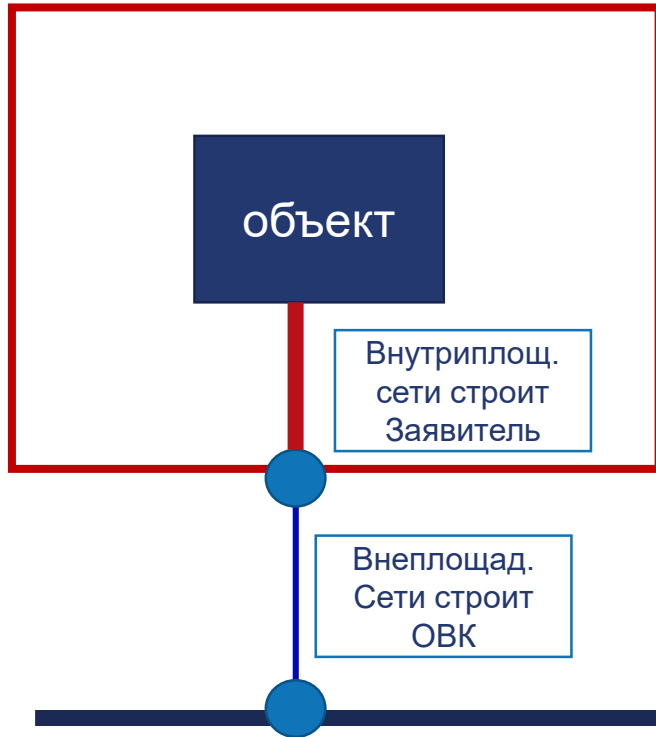 объект
Внутриплощ.
сети строит
Заявитель
Внеплощад.
Сети строит
ОВК